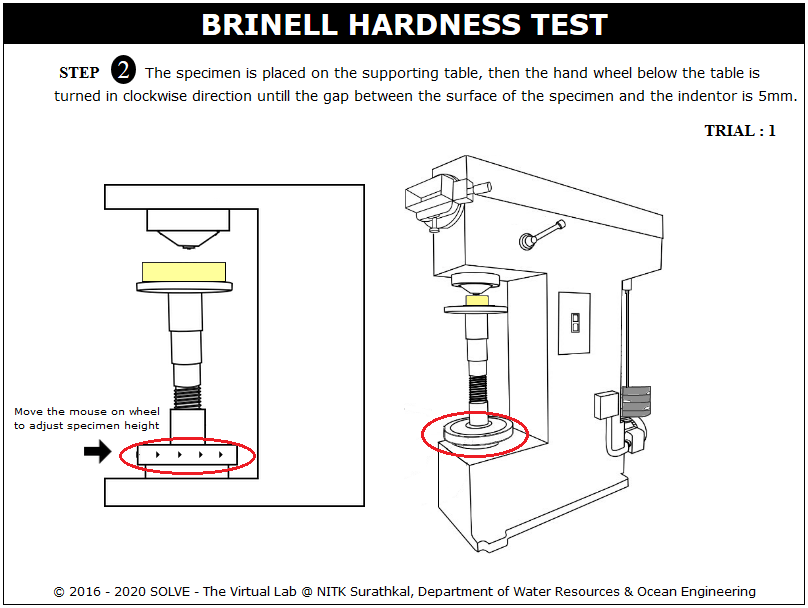 BRINELL HARDNESS TEST
STEP 2 The specimen is placed on the supporting table, then the hand wheel below the table is
turned in clockwise direction untill the gap between the surface of the specimen and the indentor is 5mm.
TRIAL : 1
Move the mouse on wheel
to adjust specimen height
© 2016 - 2020 SOLVE - The Virtual Lab @ NITK Surathkal, Department of Water Resources & Ocean Engineering